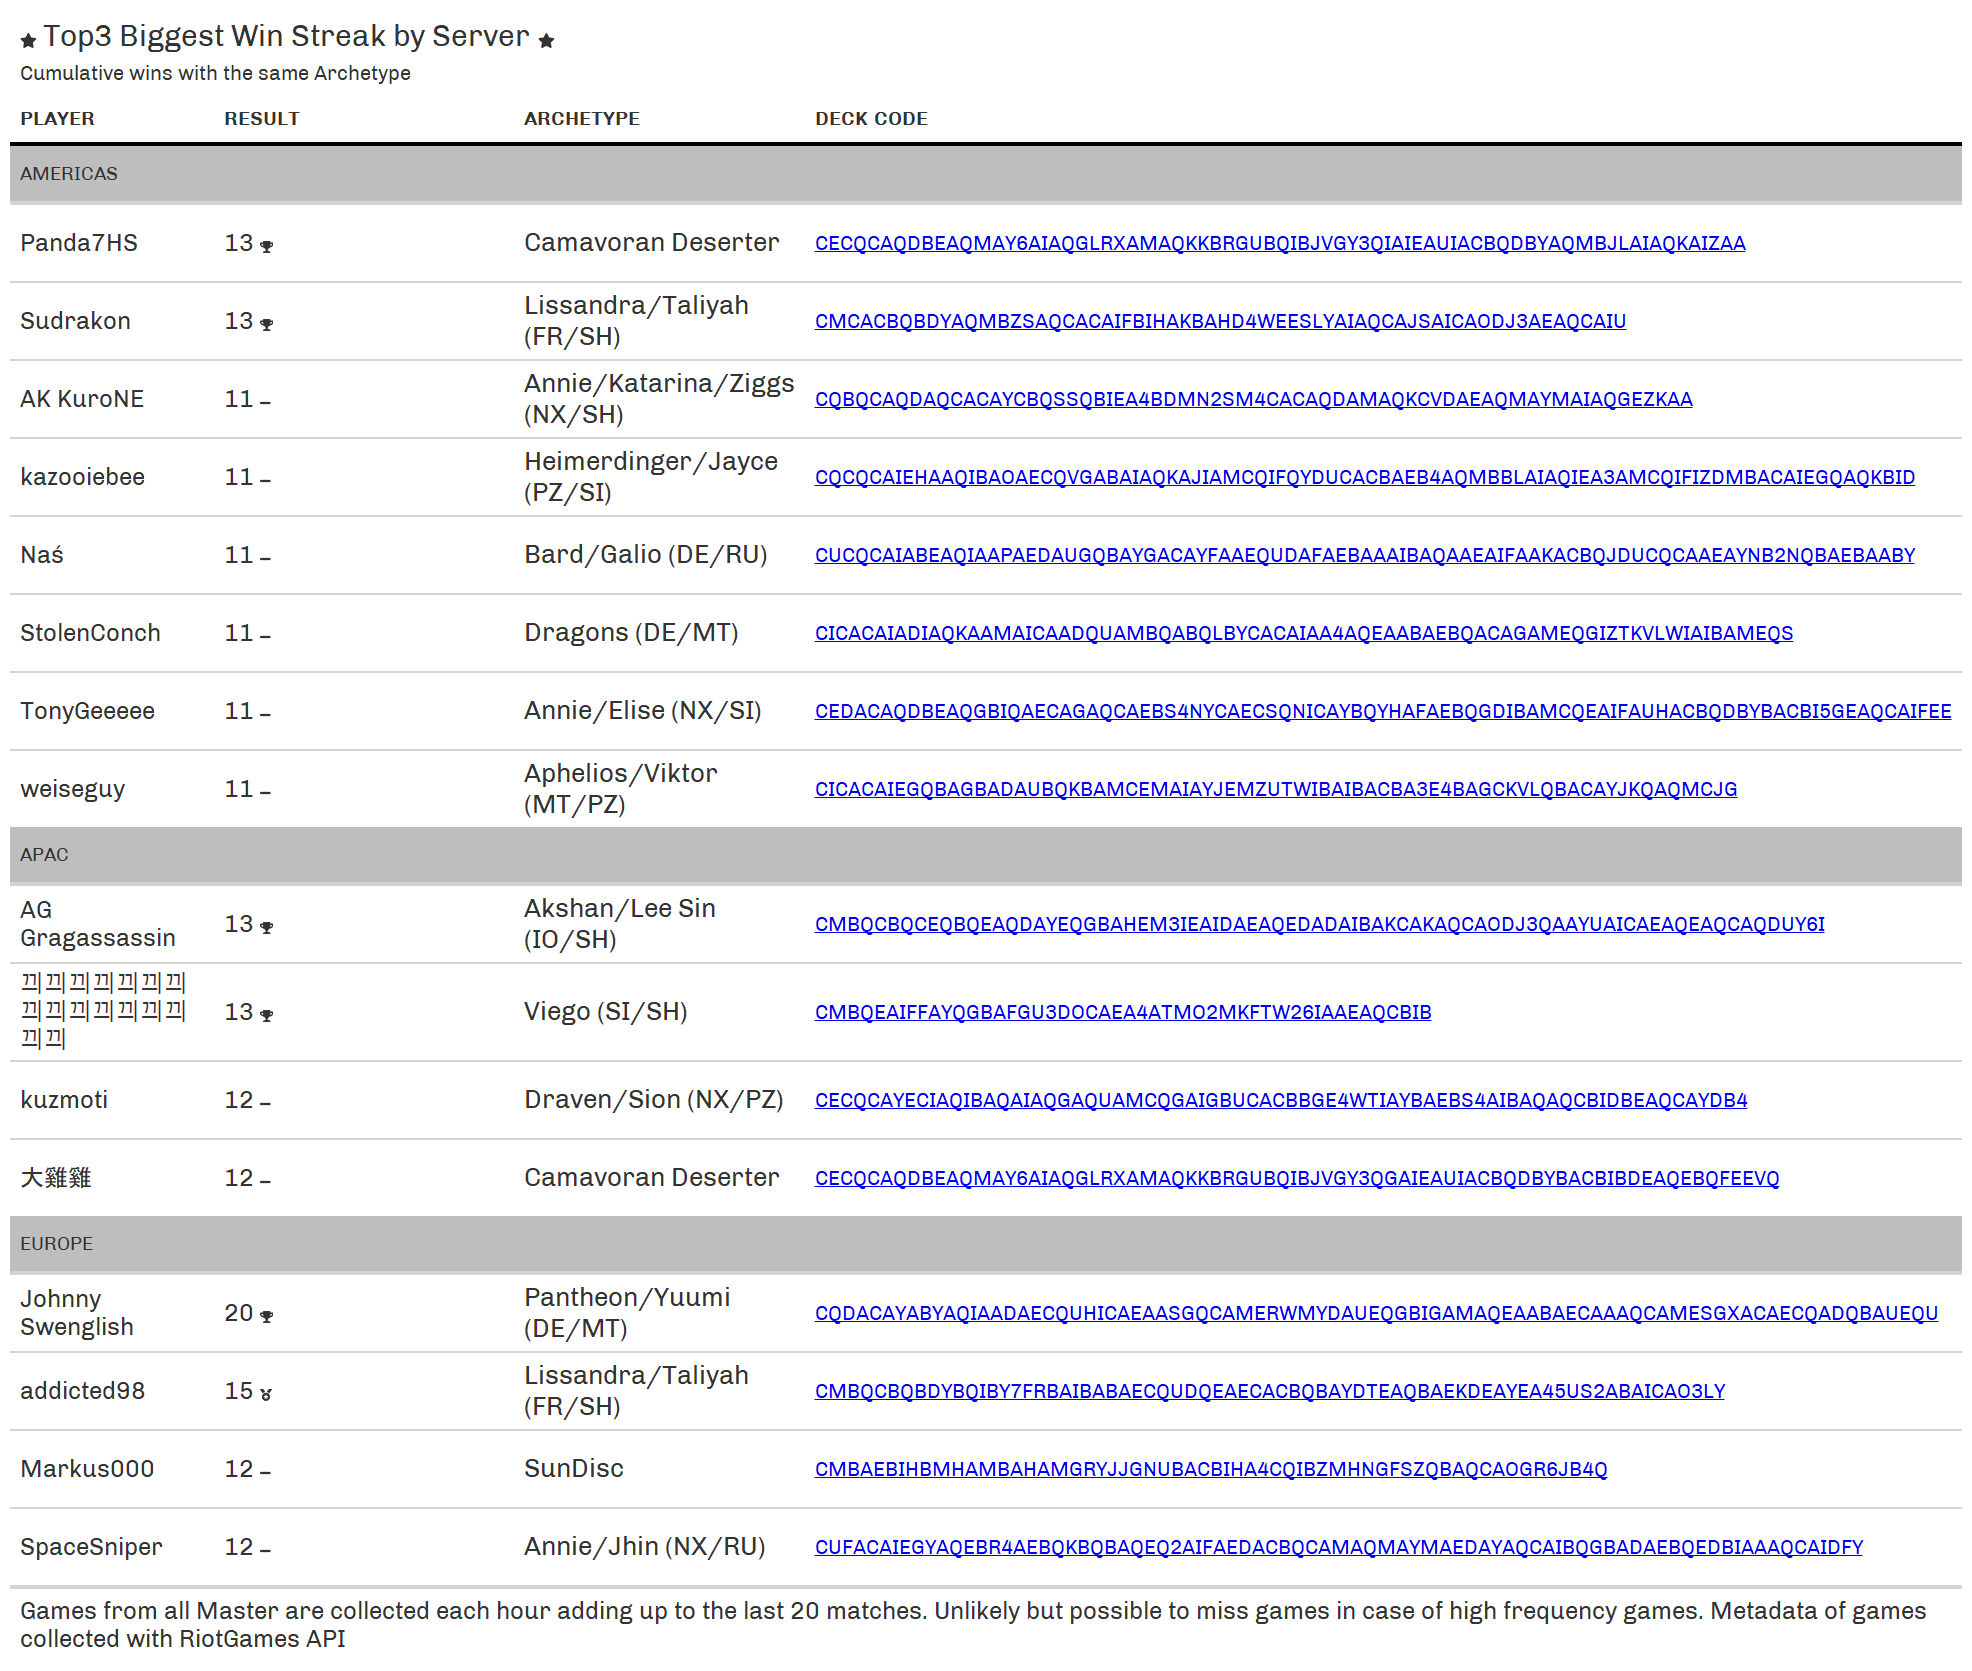 ★ Top3 Biggest Win Streak by Server ★
Cumulative wins with the same Archetype
PLAYER RESULT ARCHETYPE DECK CODE
AMERICAS
Panda7HS 13 Camavoran Deserter CECQCAQDBEAQMAY6AIAQGLRXAMAQKKBRGUBQIBJVGY3QIAIEAUIACBQDBYAQMBJLAIAQKAIZAA
Sudrakon 13 Lissandra/Taliyah (FR/SH) CMCACBQBDYAQMBZSAQCACAIFBIHAKBAHD4WEESLYAIAQCAJSAICAODJ3AEAQCAIU
AK KuroNE 11 – Annie/Katarina/Ziggs (NX/SH) CQBQCAQDAQCACAYCBQSSQBIEA4BDMN2SM4CACAQDAMAQKCVDAEAQMAYMAIAQGEZKAA
kazooiebee 11 – Heimerdinger/Jayce (PZ/SI) CQCQCAIEHAAQIBAOAECQVGABAIAQKAJIAMCQIFQYDUCACBAEB4AQMBBLAIAQIEA3AMCQIFIZDMBACAIEGQAQKBID
Naś 11 – Bard/Galio (DE/RU) CUCQCAIABEAQIAAPAEDAUGQBAYGACAYFAAEQUDAFAEBAAAIBAQAAEAIFAAKACBQJDUCQCAAEAYNB2NQBAEBAABY
StolenConch 11 – Dragons (DE/MT) CICACAIADIAQKAAMAICAADQUAMBQABQLBYCACAIAA4AQEAABAEBQACAGAMEQGIZTKVLWIAIBAMEQS
TonyGeeeee 11 – Annie/Elise (NX/SI) CEDACAQDBEAQGBIQAECAGAQCAEBS4NYCAECSQNICAYBQYHAFAEBQGDIBAMCQEAIFAUHACBQDBYBACBI5GEAQCAIFEE
weiseguy 11 – Aphelios/Viktor (MT/PZ) CICACAIEGQBAGBADAUBQKBAMCEMAIAYJEMZUTWIBAIBACBA3E4BAGCKVLQBACAYJKQAQMCJG
APAC
AG Gragassassin 13 Akshan/Lee Sin (IO/SH) CMBQCBQCEQBQEAQDAYEQGBAHEM3IEAIDAEAQEDADAIBAKCAKAQCAODJ3QAAYUAICAEAQEAQCAQDUY6I
끼끼끼끼끼끼끼끼끼끼끼끼끼끼끼끼 13 Viego (SI/SH) CMBQEAIFFAYQGBAFGU3DOCAEA4ATMO2MKFTW26IAAEAQCBIB
kuzmoti 12 – Draven/Sion (NX/PZ) CECQCAYECIAQIBAQAIAQGAQUAMCQGAIGBUCACBBGE4WTIAYBAEBS4AIBAQAQCBIDBEAQCAYDB4
大雞雞 12 – Camavoran Deserter CECQCAQDBEAQMAY6AIAQGLRXAMAQKKBRGUBQIBJVGY3QGAIEAUIACBQDBYBACBIBDEAQEBQFEEVQ
EUROPE
Johnny Swenglish 20 Pantheon/Yuumi (DE/MT) CQDACAYABYAQIAADAECQUHICAEAASGQCAMERWMYDAUEQGBIGAMAQEAABAECAAAQCAMESGXACAECQADQBAUEQU
addicted98 15 Lissandra/Taliyah (FR/SH) CMBQCBQBDYBQIBY7FRBAIBABAECQUDQEAECACBQBAYDTEAQBAEKDEAYEA45US2ABAICAO3LY
Markus000 12 – SunDisc CMBAEBIHBMHAMBAHAMGRYJJGNUBACBIHA4CQIBZMHNGFSZQBAQCAOGR6JB4Q
SpaceSniper 12 – Annie/Jhin (NX/RU) CUFACAIEGYAQEBR4AEBQKBQBAQEQ2AIFAEDACBQCAMAQMAYMAEDAYAQCAIBQGBADAEBQEDBIAAAQCAIDFY
Games from all Master are collected each hour adding up to the last 20 matches. Unlikely but possible to miss games in case of high frequency games. Metadata of games
collected with RiotGames API